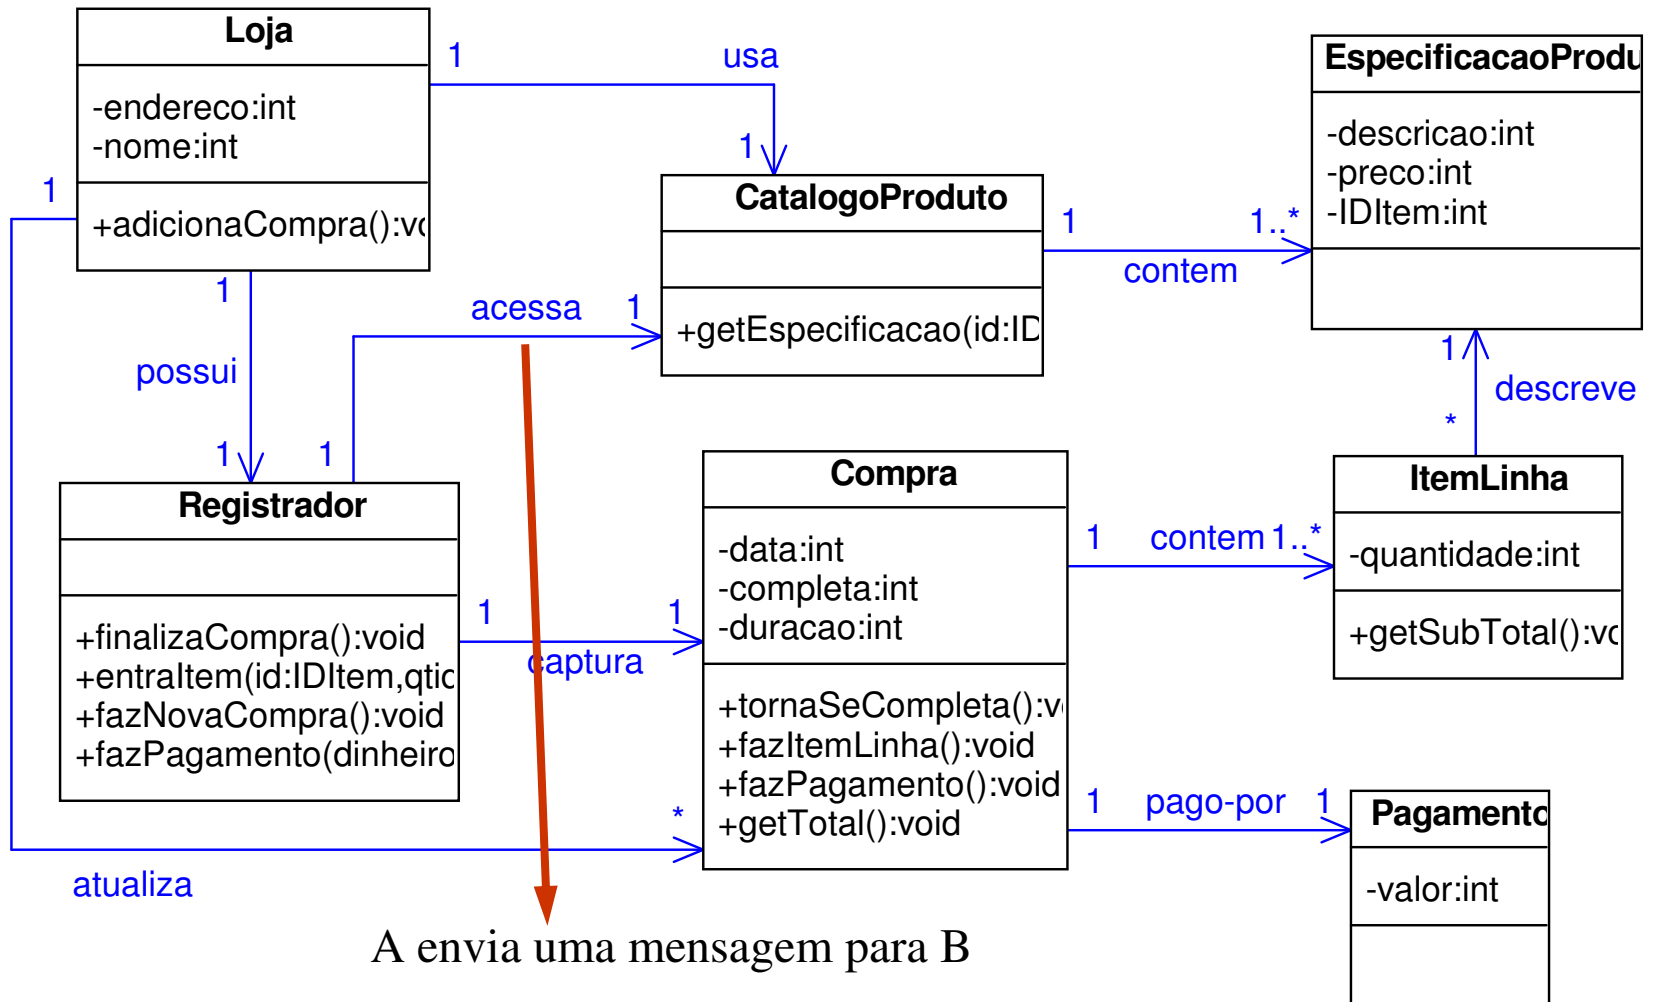 Loja
-endereco:int
-nome:int
+adicionaCompra():vo
1
usa
1
1
CatalogoProduto
+getEspecificacao(id:ID
1
1..*
contem
EspecificacaoProdu
-descricao:int
-preco:int
-IDItem:int
1
possui
1
1
acessa
1
1
descreve
*
Registrador
+finalizaCompra():void
+entraItem(id:IDItem,qtid
+fazNovaCompra():void
+fazPagamento(dinheiro
1
1
captura
Compra
-data:int
-completa:int
-duracao:int
+tornaSeCompleta():v
+fazItemLinha():void
+fazPagamento():void
+getTotal():void
1
contem
1..*
ItemLinha
-quantidade:int
+getSubTotal():vo
*
atualiza
1
pago-por
1
Pagamento
-valor:int
A envia uma mensagem para B